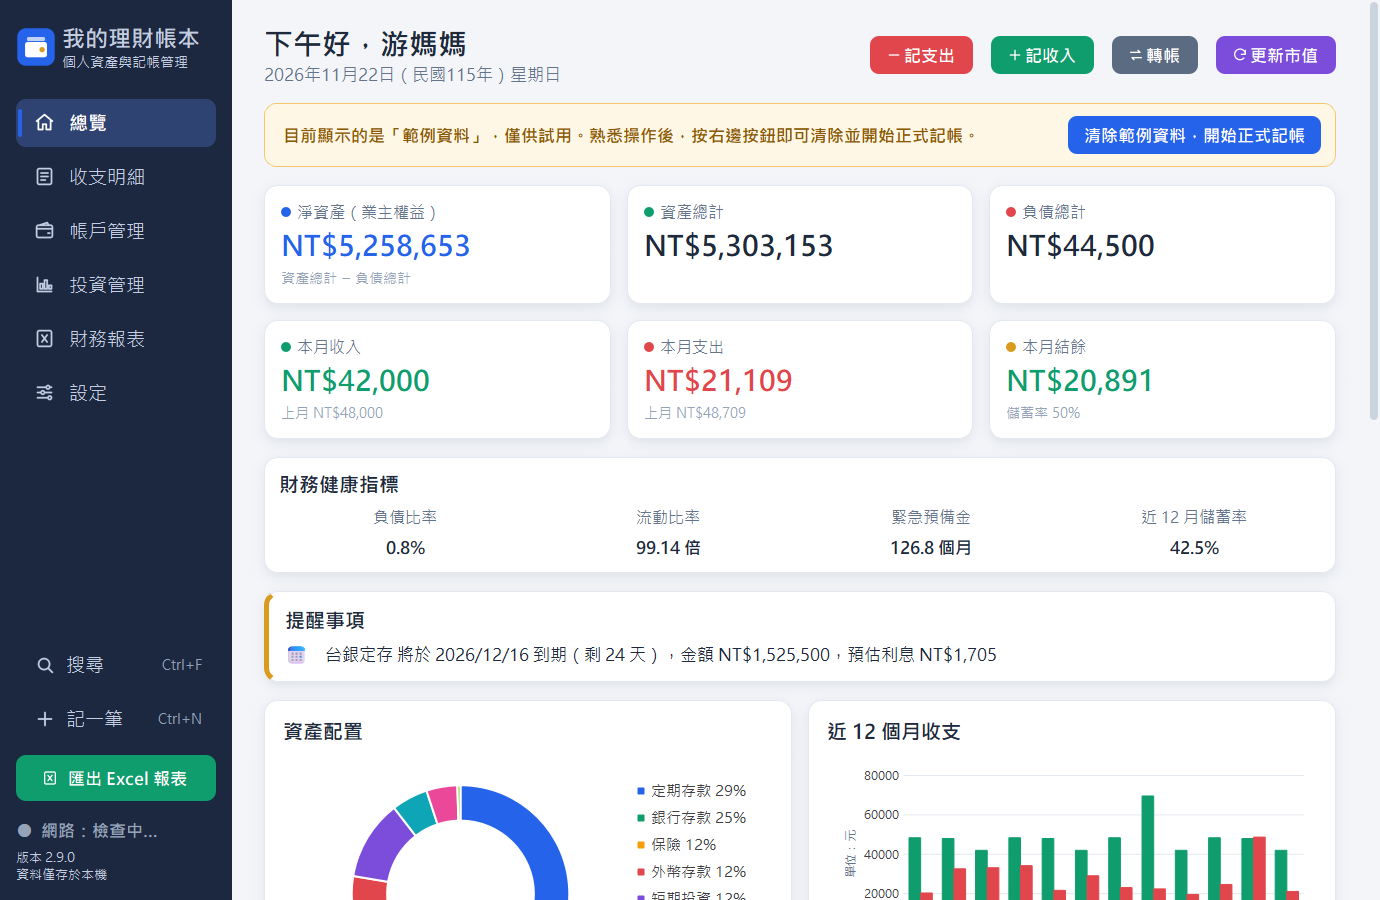 我的理財帳本
個人資產與記帳管理
總覽
收支明細
帳戶管理
投資管理
財務報表
設定
搜尋 Ctrl+F
記一筆 Ctrl+N
匯出 Excel 報表
網路：檢查中...
版本 2.9.0
資料僅存於本機
下午好，游媽媽
2026年11月22日（民國115年）星期日
－記支出
＋記收入
⇌轉帳
更新市值
目前顯示的是「範例資料」，僅供試用。熟悉操作後，按右邊按鈕即可清除並開始正式記帳。
清除範例資料，開始正式記帳
淨資產（業主權益）
NT$5,258,653
資產總計 − 負債總計
資產總計
NT$5,303,153
負債總計
NT$44,500
本月收入
NT$42,000
上月 NT$48,000
本月支出
NT$21,109
上月 NT$48,709
本月結餘
NT$20,891
儲蓄率 50%
財務健康指標
負債比率
0.8%
流動比率
99.14 倍
緊急預備金
126.8 個月
近 12 月儲蓄率
42.5%
提醒事項
台銀定存 將於 2026/12/16 到期（剩 24 天），金額 NT$1,525,500，預估利息 NT$1,705
資產配置
定期存款 29%
銀行存款 25%
保險 12%
外幣存款 12%
短期投資 12%
近 12 個月收支
單位：元
80000
60000
40000
20000